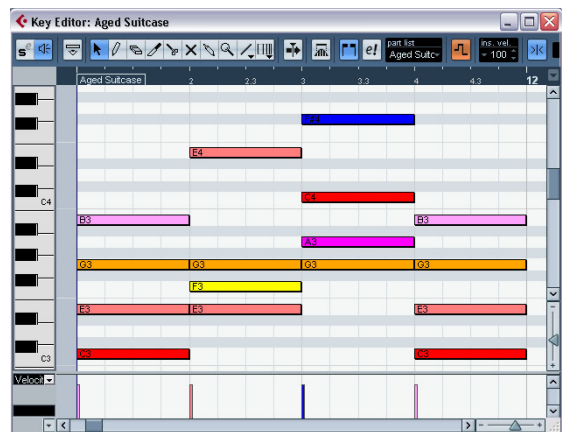 Key Editor: Aged Suitcase
part list
ins. vel.
Aged Suitc
100
Aged Suitcase 2 2.3 3 3.3 4 4.3 12
F#4
E4
C4 C4
B3 B3
A3
G3 G3 G3 G3
F3
E3 E3 E3
C3 C3 C3
Velocit